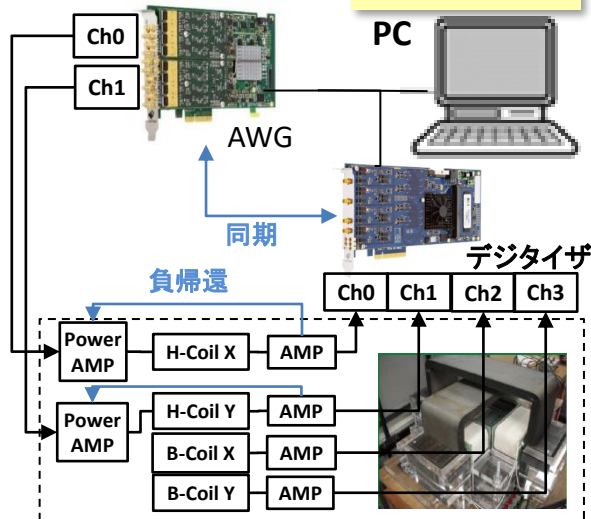 PC
Ch0
Ch1
AWG
同期
デジタイザ
負帰還
Ch0
Ch1
Ch2
Ch3
Power
AMP
H-Coil X
AMP
Power
AMP
H-Coil Y
AMP
B-Coil X
AMP
B-Coil Y
AMP